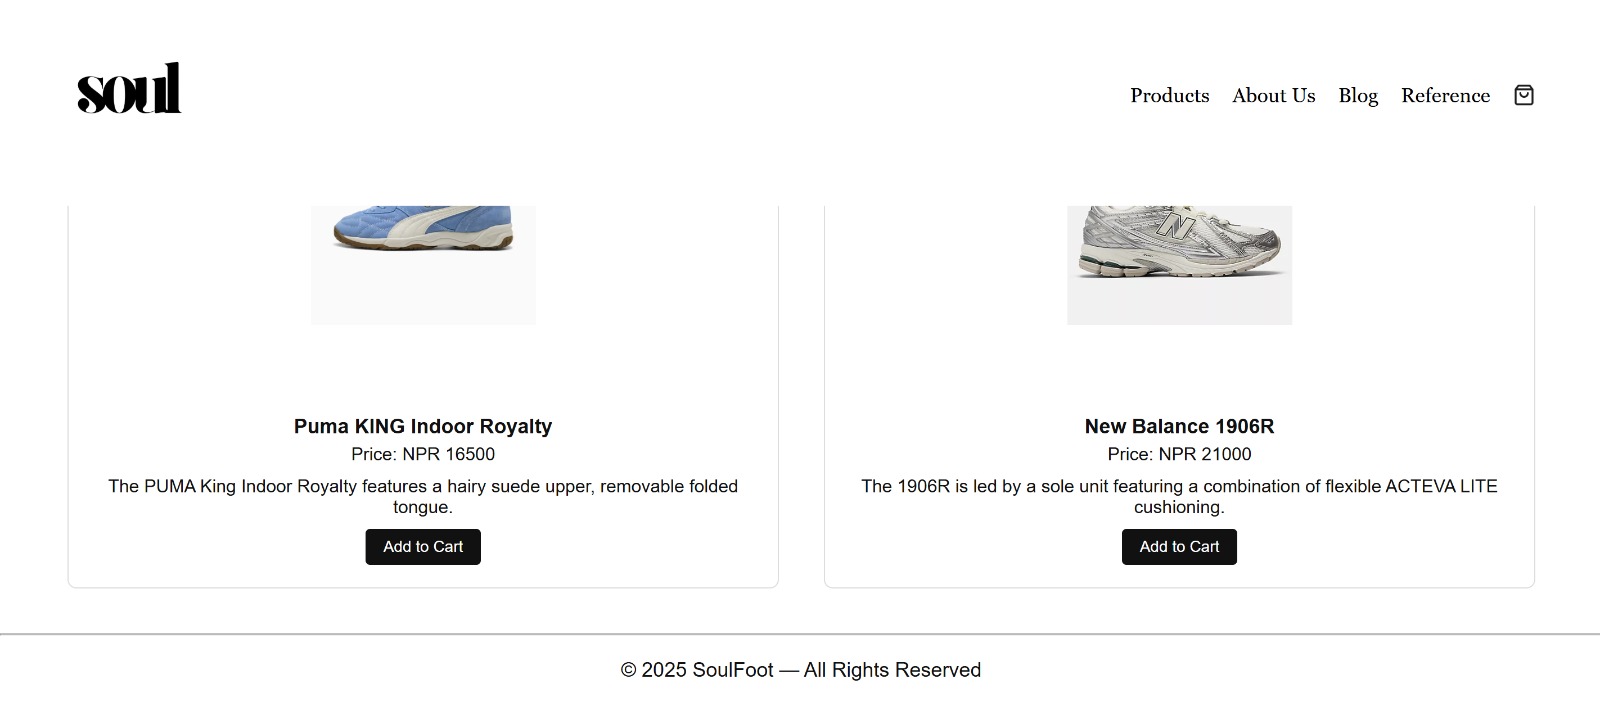 soul
Products About Us Blog Reference
N
Puma KING Indoor Royalty
Price: NPR 16500
The PUMA King Indoor Royalty features a hairy suede upper, removable folded
tongue.
Add to Cart
New Balance 1906R
Price: NPR 21000
The 1906R is led by a sole unit featuring a combination of flexible ACTEVA LITE
cushioning.
Add to Cart
© 2025 SoulFoot — All Rights Reserved